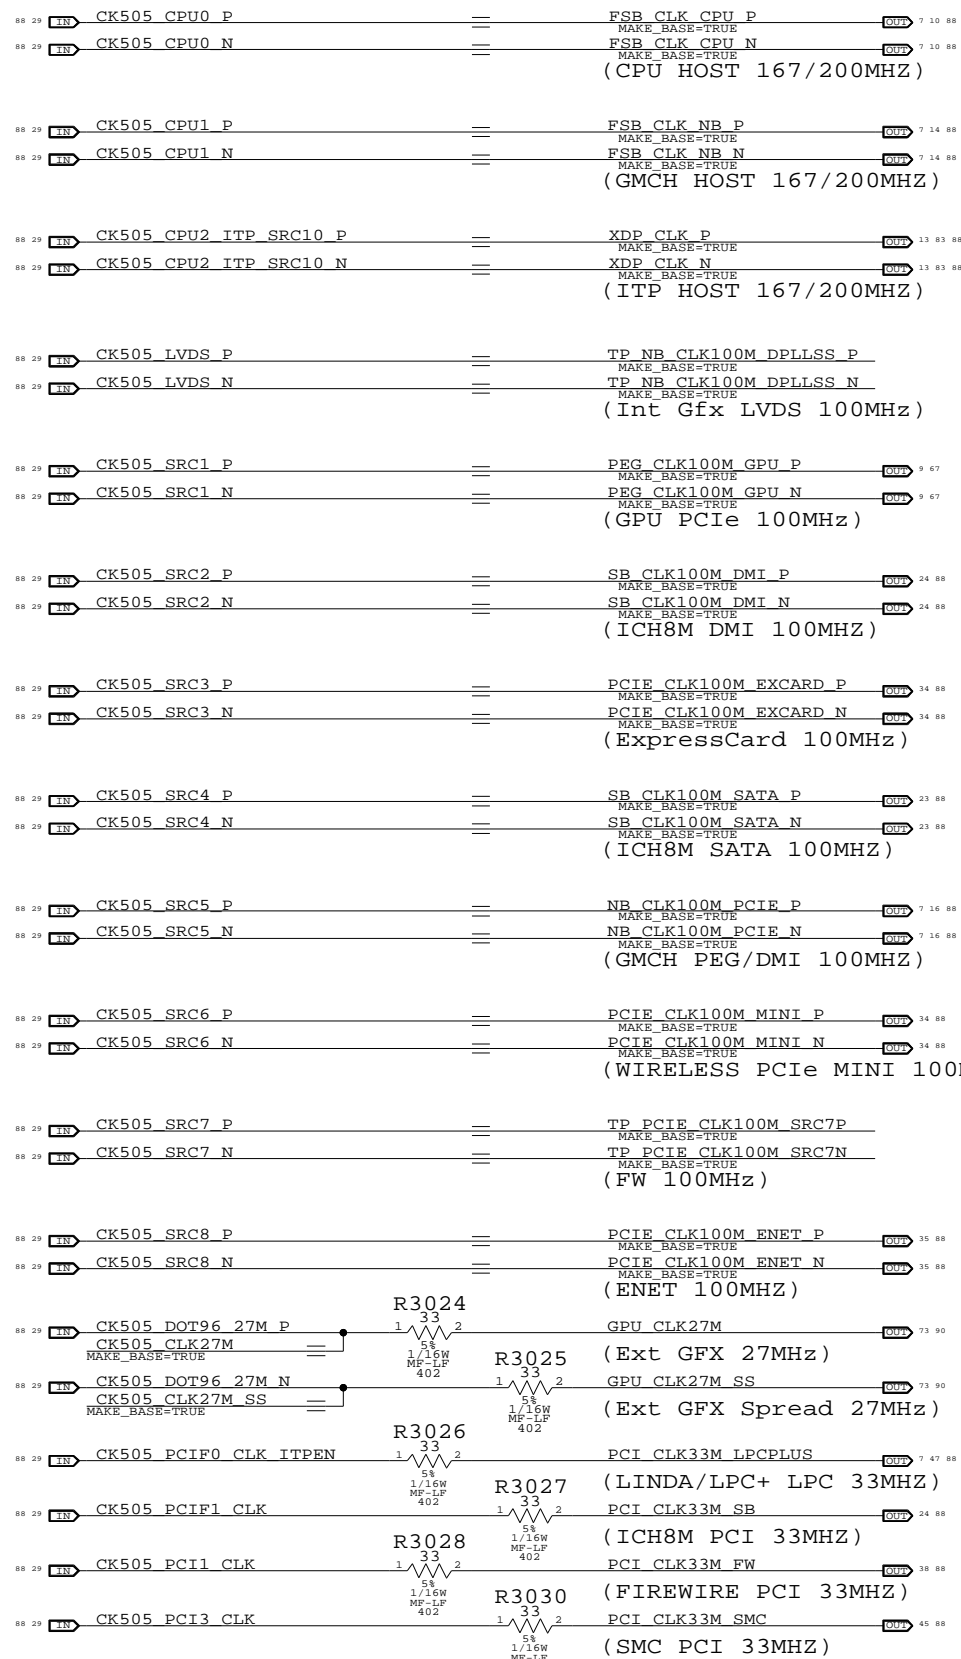 88 29 IN CK505_CPU0_P FSB_CLK_CPU_P OUT 7 10 88
MAKE_BASE=TRUE
88 29 IN CK505_CPU0_N FSB_CLK_CPU_N OUT 7 10 88
MAKE_BASE=TRUE
(CPU HOST 167/200MHZ)
88 29 IN CK505_CPU1_P FSB_CLK_NB_P OUT 7 14 88
MAKE_BASE=TRUE
88 29 IN CK505_CPU1_N FSB_CLK_NB_N OUT 7 14 88
MAKE_BASE=TRUE
(GMCH HOST 167/200MHZ)
88 29 IN CK505_CPU2_ITP_SRC10_P XDP_CLK_P OUT 13 83 88
MAKE_BASE=TRUE
88 29 IN CK505_CPU2_ITP_SRC10_N XDP_CLK_N OUT 13 83 88
MAKE_BASE=TRUE
(ITP HOST 167/200MHZ)
88 29 IN CK505_LVDS_P TP_NB_CLK100M_DPLLSS_P
MAKE_BASE=TRUE
88 29 IN CK505_LVDS_N TP_NB_CLK100M_DPLLSS_N
MAKE_BASE=TRUE
(Int Gfx LVDS 100MHz)
88 29 IN CK505_SRC1_P PEG_CLK100M_GPU_P OUT 9 67
MAKE_BASE=TRUE
88 29 IN CK505_SRC1_N PEG_CLK100M_GPU_N OUT 9 67
MAKE_BASE=TRUE
(GPU PCIe 100MHz)
88 29 IN CK505_SRC2_P SB_CLK100M_DMI_P OUT 24 88
MAKE_BASE=TRUE
88 29 IN CK505_SRC2_N SB_CLK100M_DMI_N OUT 24 88
MAKE_BASE=TRUE
(ICH8M DMI 100MHZ)
88 29 IN CK505_SRC3_P PCIE_CLK100M_EXCARD_P OUT 34 88
MAKE_BASE=TRUE
88 29 IN CK505_SRC3_N PCIE_CLK100M_EXCARD_N OUT 34 88
MAKE_BASE=TRUE
(ExpressCard 100MHz)
88 29 IN CK505_SRC4_P SB_CLK100M_SATA_P OUT 23 88
MAKE_BASE=TRUE
88 29 IN CK505_SRC4_N SB_CLK100M_SATA_N OUT 23 88
MAKE_BASE=TRUE
(ICH8M SATA 100MHZ)
88 29 IN CK505_SRC5_P NB_CLK100M_PCIE_P OUT 7 16 88
MAKE_BASE=TRUE
88 29 IN CK505_SRC5_N NB_CLK100M_PCIE_N OUT 7 16 88
MAKE_BASE=TRUE
(GMCH PEG/DMI 100MHZ)
88 29 IN CK505_SRC6_P PCIE_CLK100M_MINI_P OUT 34 88
MAKE_BASE=TRUE
88 29 IN CK505_SRC6_N PCIE_CLK100M_MINI_N OUT 34 88
MAKE_BASE=TRUE
(WIRELESS PCIe MINI 100
88 29 IN CK505_SRC7_P TP_PCIE_CLK100M_SRC7P
MAKE_BASE=TRUE
88 29 IN CK505_SRC7_N TP_PCIE_CLK100M_SRC7N
MAKE_BASE=TRUE
(FW 100MHz)
88 29 IN CK505_SRC8_P PCIE_CLK100M_ENET_P OUT 35 88
MAKE_BASE=TRUE
88 29 IN CK505_SRC8_N PCIE_CLK100M_ENET_N OUT 35 88
MAKE_BASE=TRUE
(ENET 100MHZ)
R3024
33
88 29 IN CK505_DOT96_27M_P 1 2 GPU_CLK27M OUT 73 90
CK505_CLK27M
MAKE_BASE=TRUE
5%
1/16W
MF-LF
402
(Ext GFX 27MHz)
R3025
33
88 29 IN CK505_DOT96_27M_N 1 2 GPU_CLK27M_SS OUT 73 90
CK505_CLK27M_SS
MAKE_BASE=TRUE
5%
1/16W
MF-LF
402
(Ext GFX Spread 27MHz)
R3026
33
88 29 IN CK505_PCIF0_CLK_ITPEN 1 2 PCI_CLK33M_LPCPLUS OUT 7 47 88
5%
1/16W
MF-LF
402
(LINDA/LPC+ LPC 33MHZ)
R3027
33
88 29 IN CK505_PCIF1_CLK 1 2 PCI_CLK33M_SB OUT 24 88
5%
1/16W
MF-LF
402
(ICH8M PCI 33MHZ)
R3028
33
88 29 IN CK505_PCI1_CLK 1 2 PCI_CLK33M_FW OUT 38 88
5%
1/16W
MF-LF
402
(FIREWIRE PCI 33MHZ)
R3030
33
88 29 IN CK505_PCI3_CLK 1 2 PCI_CLK33M_SMC OUT 45 88
5%
1/16W
MF-LF
(SMC PCI 33MHZ)